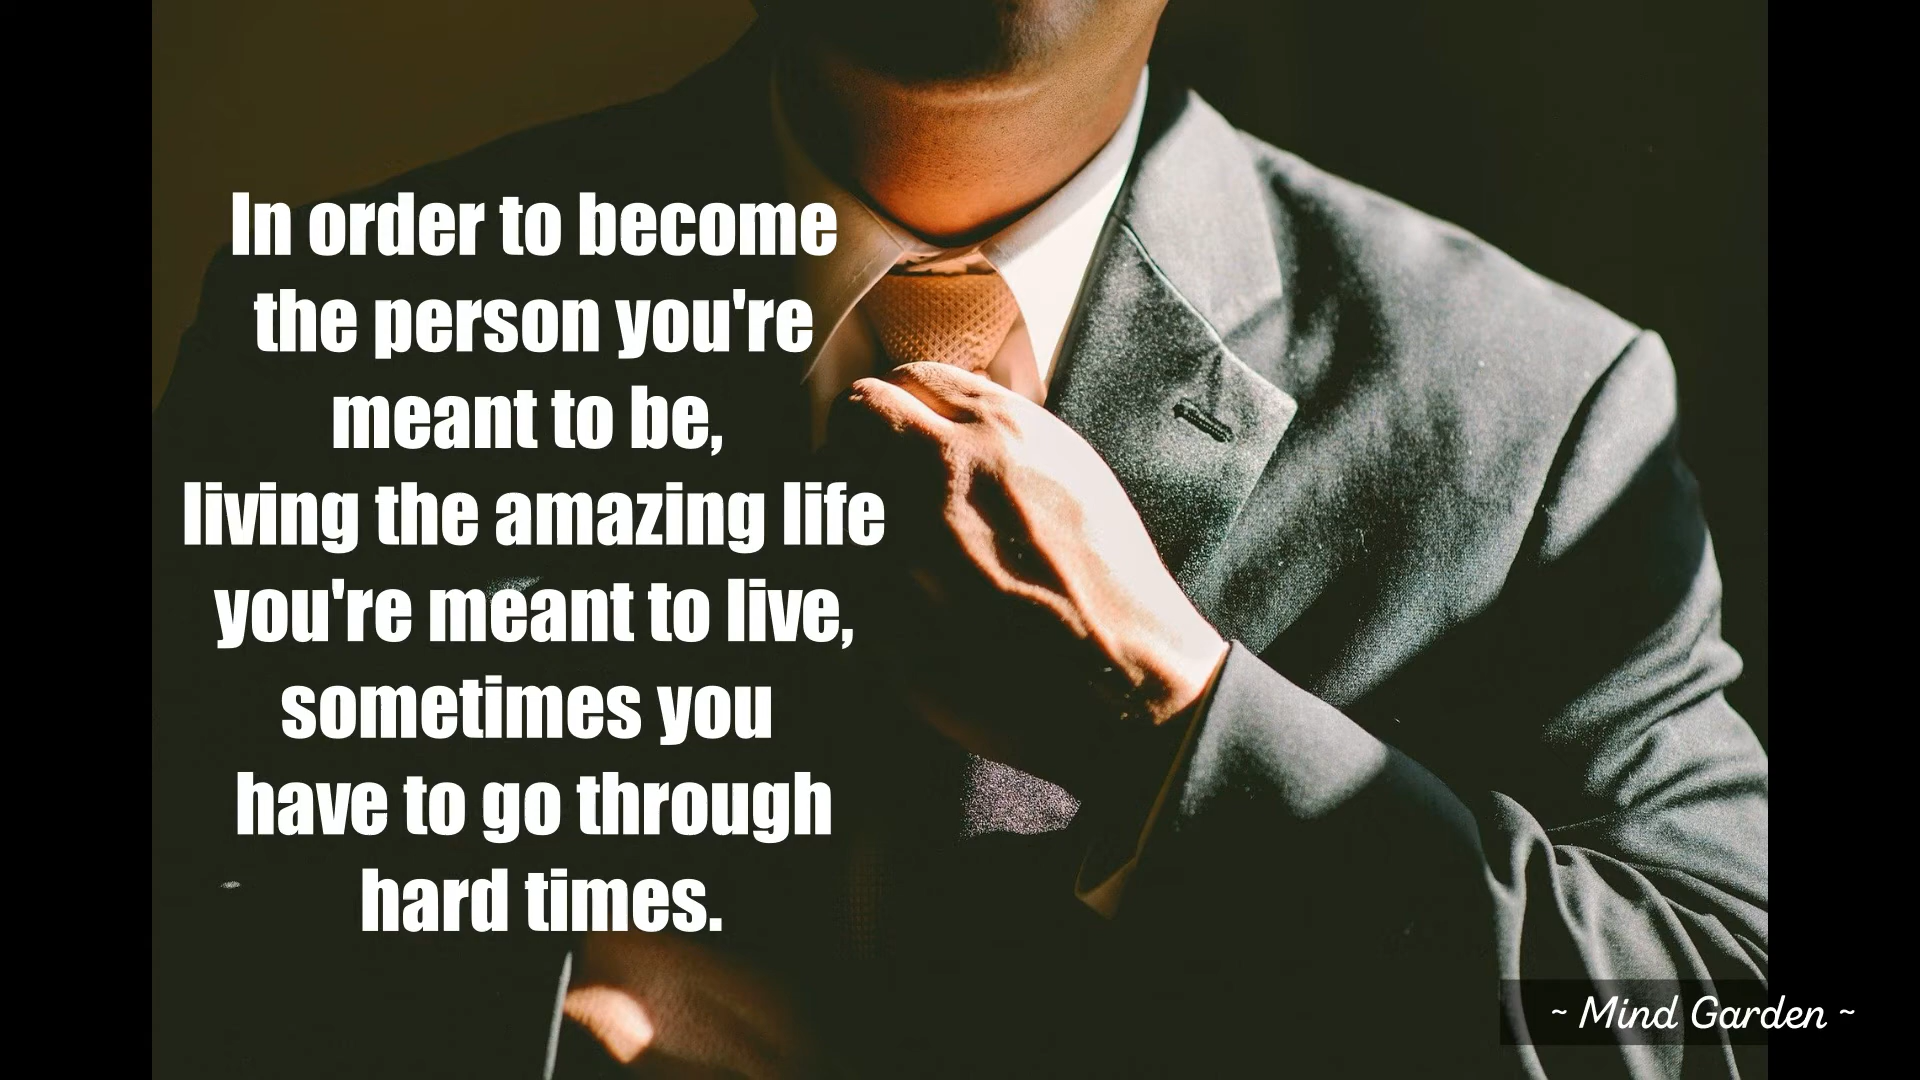 In order to become
the person you're
meant to be,
living the amazing life
you're meant to live,
sometimes you
have to go through
hard times.
~ Mind Garden ~